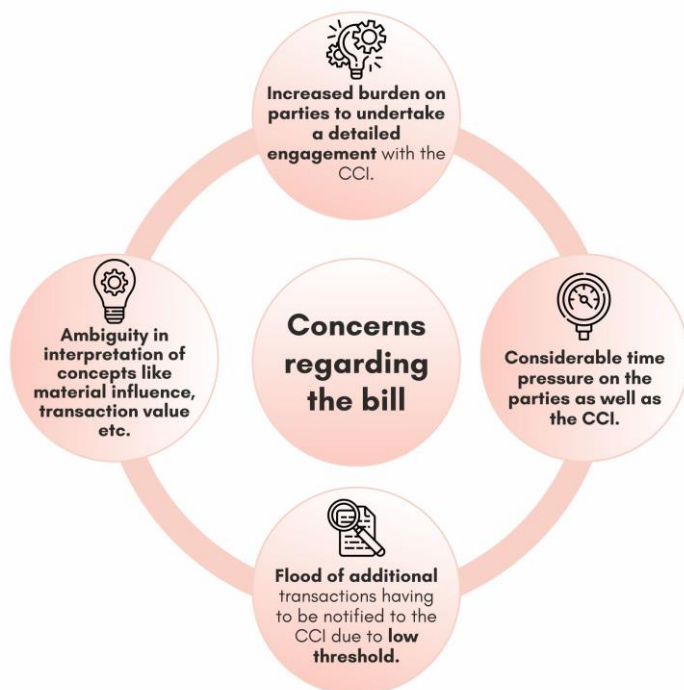 Increased burden on
parties to undertake
a detailed
engagement with the
CCI.
Ambiguity in
interpretation of
concepts like
material influence,
transaction value
etc.
Concerns
regarding
the bill
Considerable time
pressure on the
parties as well as
the CCI.
Flood of additional
transactions having
to be notified to the
CCI due to low
threshold.